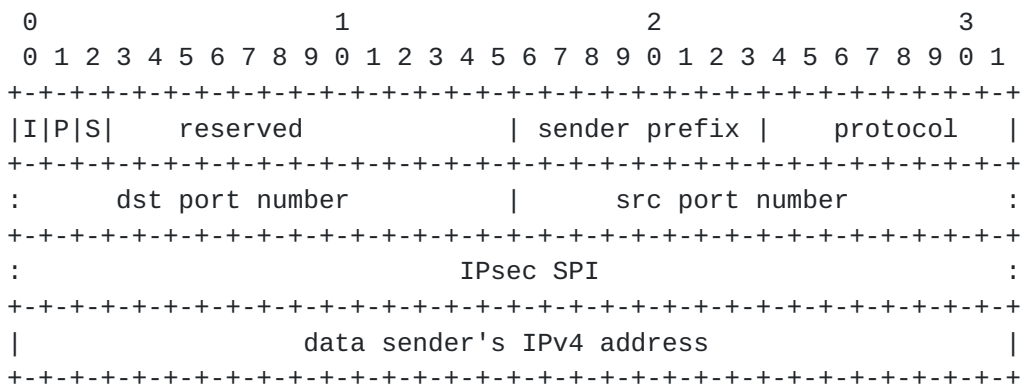 0                   1                   2                   3
 0 1 2 3 4 5 6 7 8 9 0 1 2 3 4 5 6 7 8 9 0 1 2 3 4 5 6 7 8 9 0 1
+-+-+-+-+-+-+-+-+-+-+-+-+-+-+-+-+-+-+-+-+-+-+-+-+-+-+-+-+-+-+-+-+
|I|P|S|    reserved             | sender prefix |    protocol   |
+-+-+-+-+-+-+-+-+-+-+-+-+-+-+-+-+-+-+-+-+-+-+-+-+-+-+-+-+-+-+-+-+
:      dst port number          |      src port number          :
+-+-+-+-+-+-+-+-+-+-+-+-+-+-+-+-+-+-+-+-+-+-+-+-+-+-+-+-+-+-+-+-+
:                            IPsec SPI                          :
+-+-+-+-+-+-+-+-+-+-+-+-+-+-+-+-+-+-+-+-+-+-+-+-+-+-+-+-+-+-+-+-+
|                  data sender's IPv4 address                   |
+-+-+-+-+-+-+-+-+-+-+-+-+-+-+-+-+-+-+-+-+-+-+-+-+-+-+-+-+-+-+-+-+